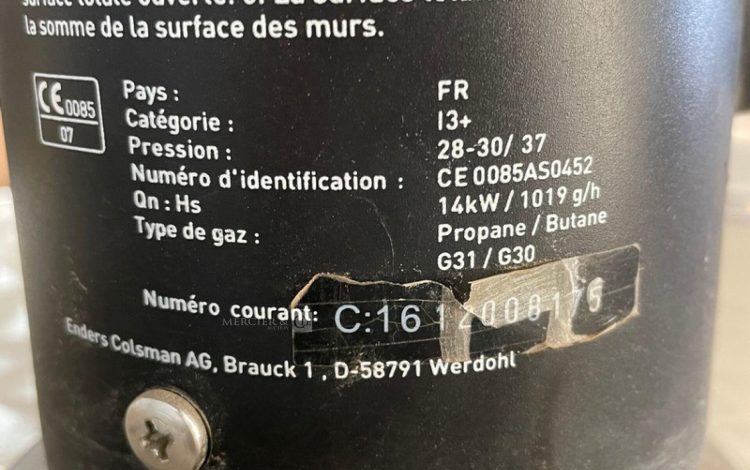 la somme de la surface des murs.
CE 0085
07
Pays : FR
Catégorie : I3+
Pression : 28-30/ 37
Numéro d'identification : CE 0085AS0452
Qn : Hs 14kW / 1019 g/h
Type de gaz : Propane / Butane
G31 / G30
Numéro courant: C:16
MERCIER &
Enders Colsman AG, Brauck 1 , D-58791 Werdohl